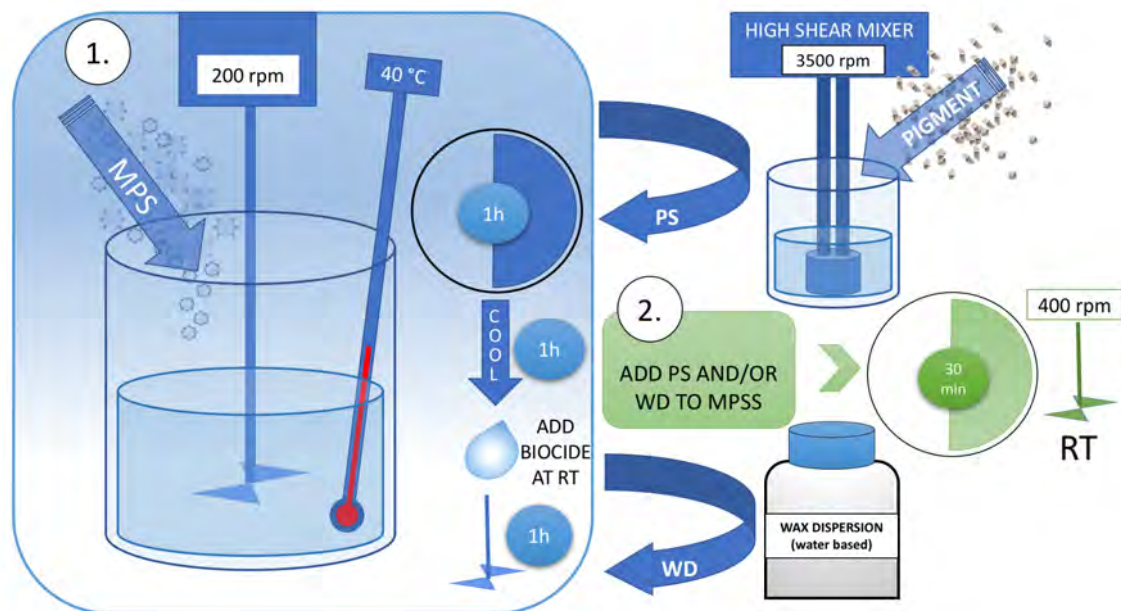 1.
200 rpm
40 °C
MPS
1h
COOL
1h
ADD
BIOCIDE
AT RT
1h
HIGH SHEAR MIXER
3500 rpm
PIGMENT
PS
2.
ADD PS AND/OR
WD TO MPSS
30
min
400 rpm
RT
WAX DISPERSION
(water based)
WD